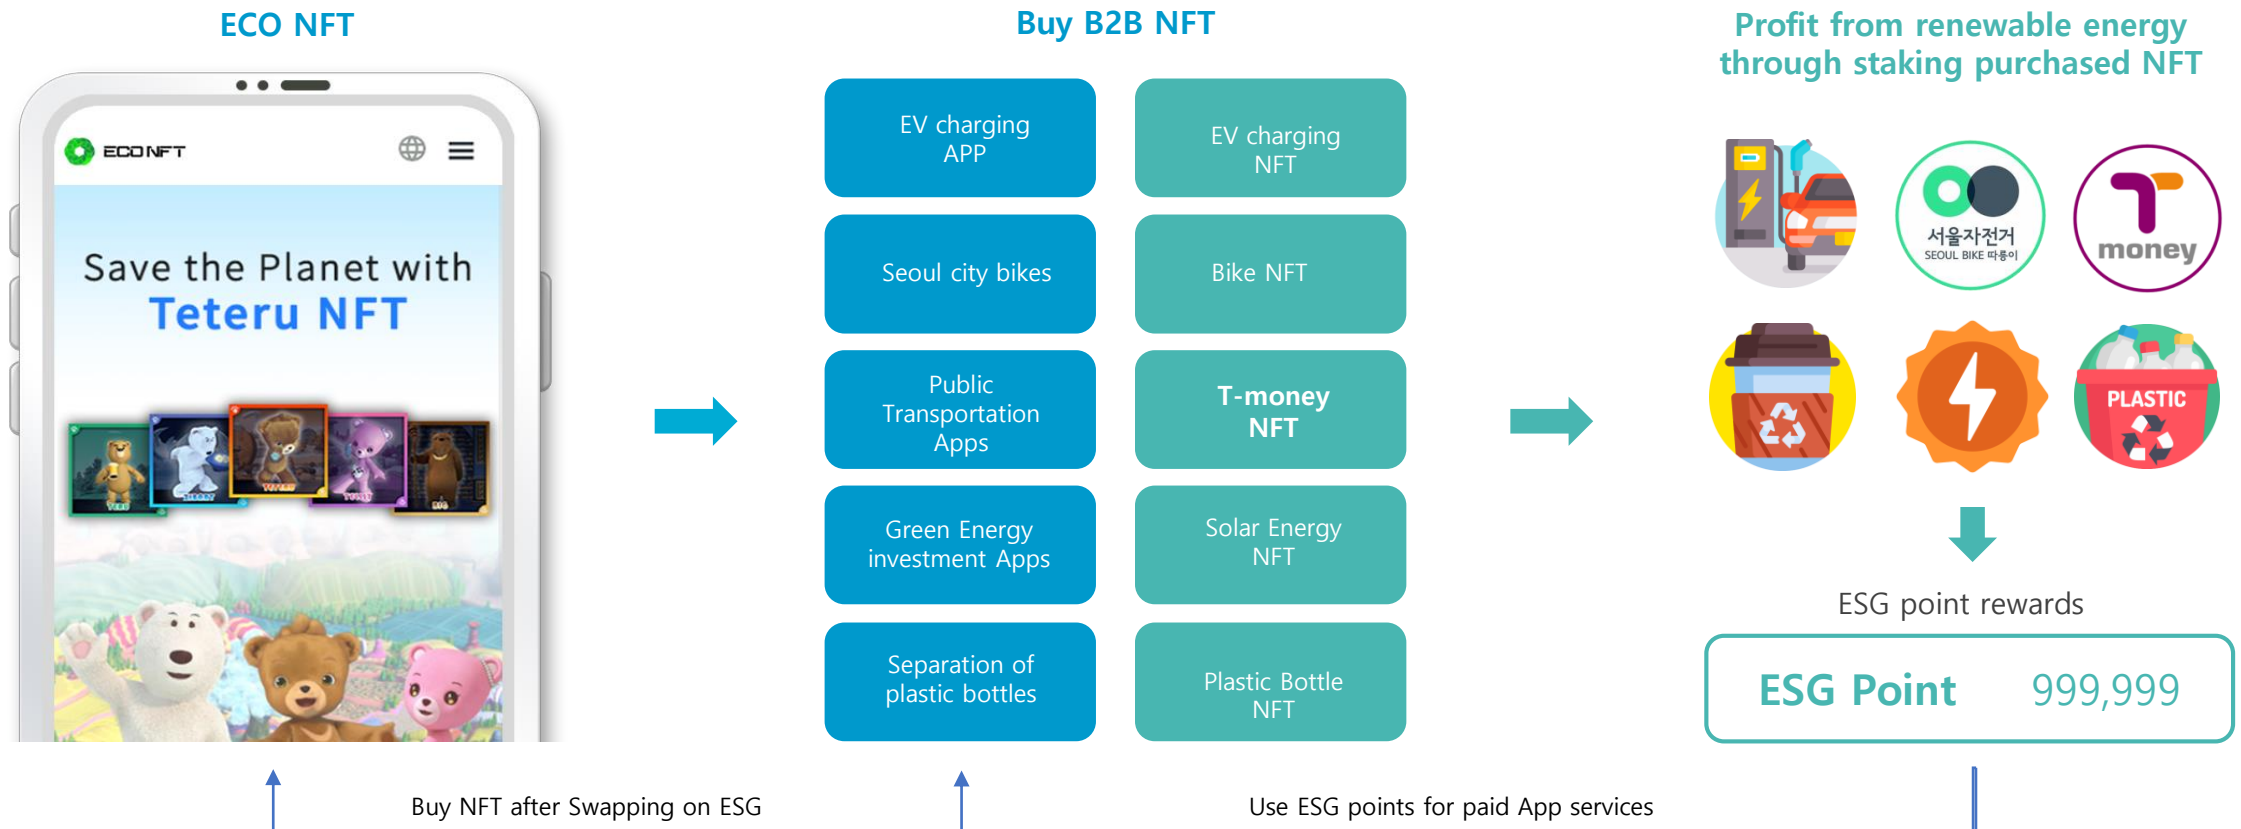 ECO NFT
ECO NFT
Save the Planet with
Teteru NFT
TERU
TETERU
Buy B2B NFT
EV charging
APP
EV charging
NFT
Seoul city bikes
Bike NFT
Public
Transportation
Apps
T-money
NFT
Green Energy
investment Apps
Solar Energy
NFT
Separation of
plastic bottles
Plastic Bottle
NFT
Profit from renewable energy
through staking purchased NFT
서울자전거
SEOUL BIKE 따릉이
T
money
PLASTIC
ESG point rewards
ESG Point 999,999
Buy NFT after Swapping on ESG
Use ESG points for paid App services